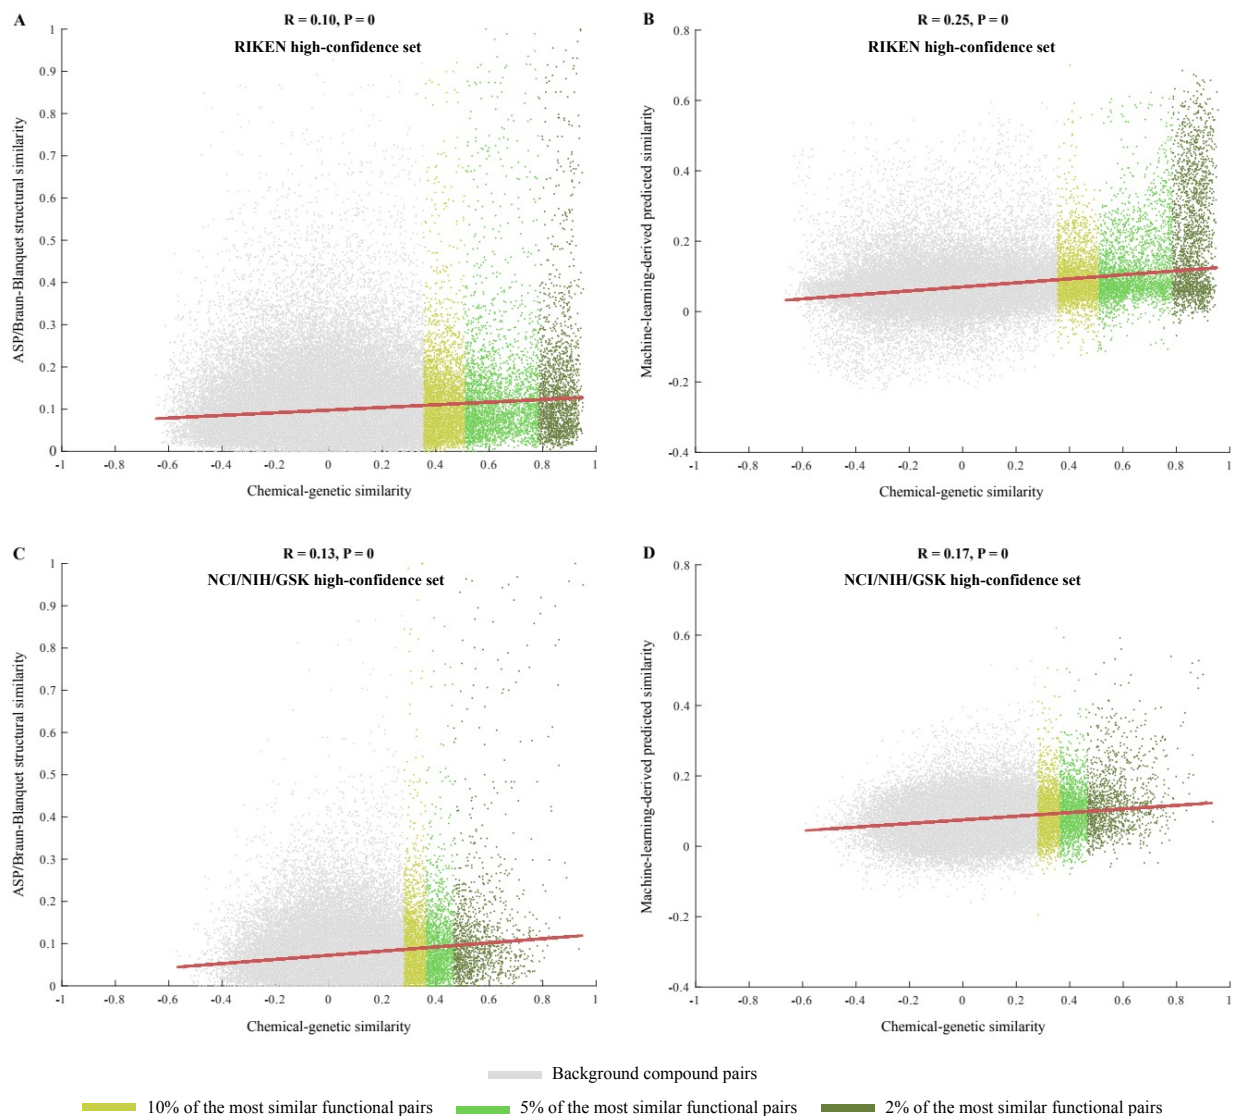 A
R = 0.10, P = 0
RIKEN high-confidence set
1
0.9
0.8
0.7
0.6
0.5
0.4
0.3
0.2
0.1
0
ASP/Braun-Blanquet structural similarity
-1 -0.8 -0.6 -0.4 -0.2 0 0.2 0.4 0.6 0.8 1
Chemical-genetic similarity
B
R = 0.25, P = 0
RIKEN high-confidence set
0.8
0.6
0.4
0.2
0
-0.2
-0.4
Machine-learning-derived predicted similarity
-1 -0.8 -0.6 -0.4 -0.2 0 0.2 0.4 0.6 0.8 1
Chemical-genetic similarity
C
R = 0.13, P = 0
NCI/NIH/GSK high-confidence set
1
0.9
0.8
0.7
0.6
0.5
0.4
0.3
0.2
0.1
0
ASP/Braun-Blanquet structural similarity
-1 -0.8 -0.6 -0.4 -0.2 0 0.2 0.4 0.6 0.8 1
Chemical-genetic similarity
D
R = 0.17, P = 0
NCI/NIH/GSK high-confidence set
0.8
0.6
0.4
0.2
0
-0.2
-0.4
Machine-learning-derived predicted similarity
-1 -0.8 -0.6 -0.4 -0.2 0 0.2 0.4 0.6 0.8 1
Chemical-genetic similarity
Background compound pairs
10% of the most similar functional pairs 5% of the most similar functional pairs 2% of the most similar functional pairs